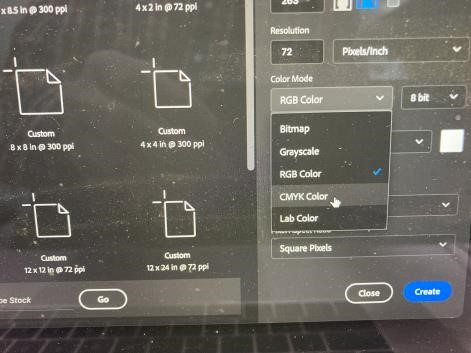 x 8.5 in @ 300 ppi
4 x 2 in @ 72 ppi
Custom
8 x 8 in @ 300 ppi
Custom
4 x 4 in @ 300 ppi
Custom
12 x 12 in @ 72 ppi
Custom
12 x 24 in @ 72 ppi
Stock
Go
Resolution
72
Pixels/Inch
Color Mode
RGB Color
8 bit
Bitmap
Grayscale
RGB Color
CMYK Color
Lab Color
Square Pixels
Close
Create